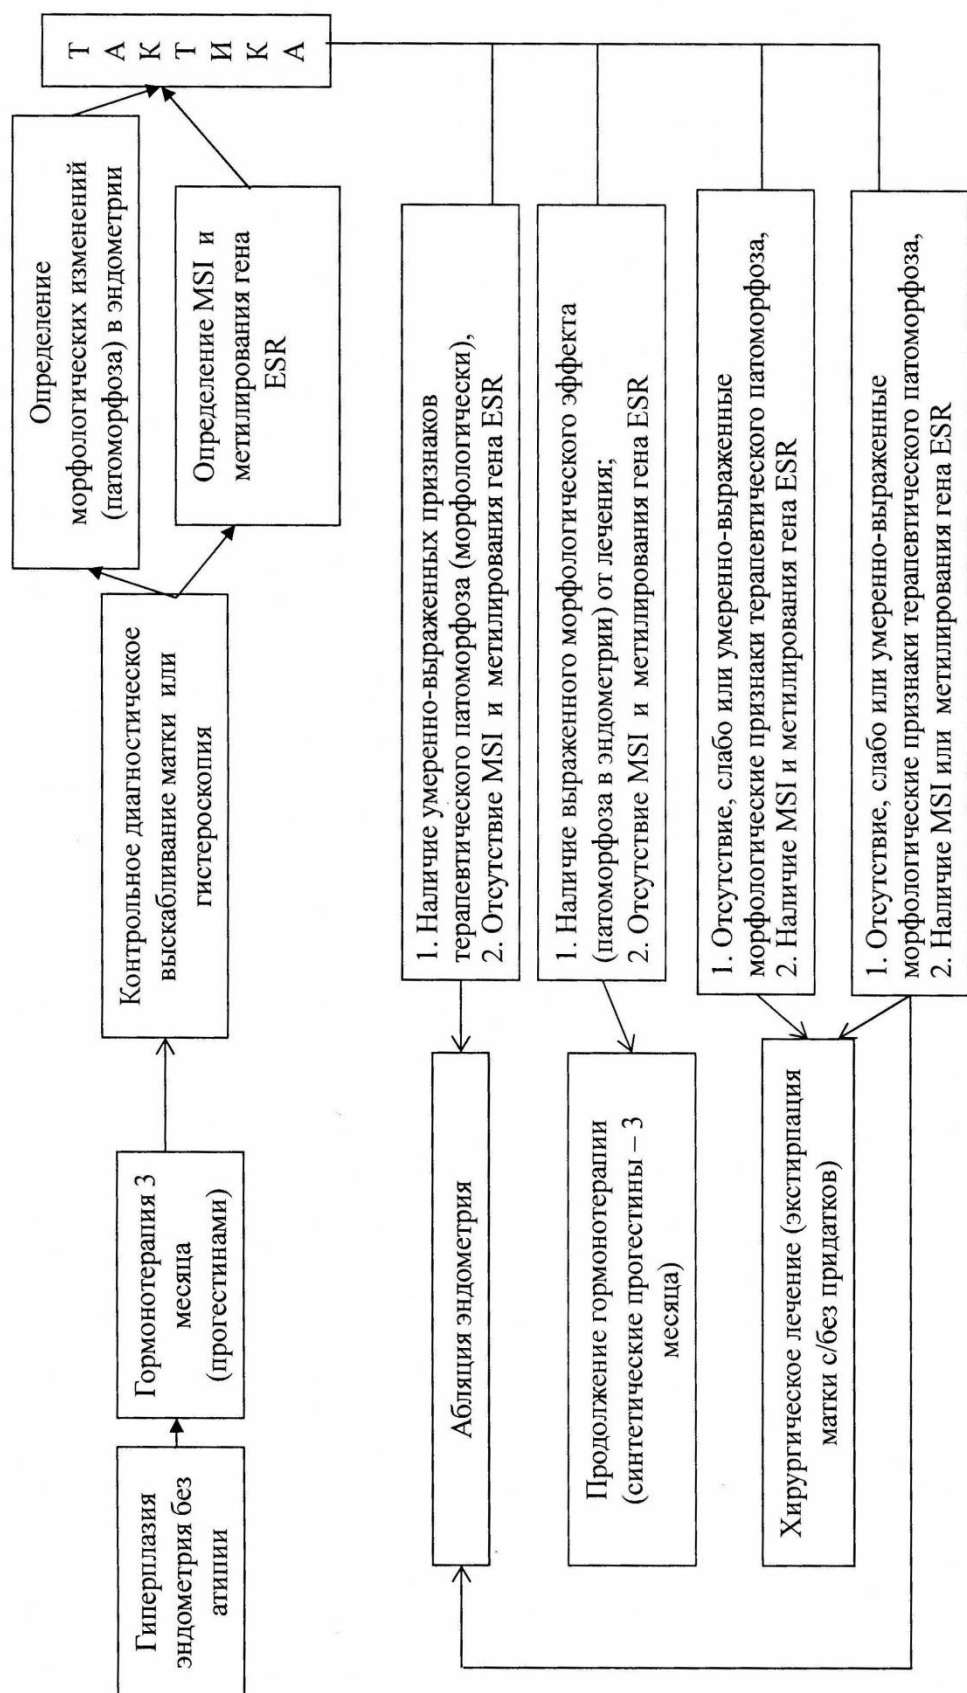 Гиперплазия
эндометрия без
атипии
Гормонотерапия 3
месяца
(прогестинами)
Контрольное диагностическое
выскабливание матки или
гистероскопия
Определение
морфологических изменений
(патоморфоза) в эндометрии
Определение MSI и
метилирования гена
ESR
Т
А
К
Т
И
К
А
1. Наличие умеренно-выраженных признаков
терапевтического патоморфоза (морфологически),
2. Отсутствие MSI и метилирования гена ESR
1. Наличие выраженного морфологического эффекта
(патоморфоза в эндометрии) от лечения;
2. Отсутствие MSI и метилирования гена ESR
1. Отсутствие, слабо или умеренно-выраженные
морфологические признаки терапевтического патоморфоза,
2. Наличие MSI и метилирования гена ESR
1. Отсутствие, слабо или умеренно-выраженные
морфологические признаки терапевтического патоморфоза,
2. Наличие MSI или метилирования гена ESR
Абляция эндометрия
Продолжение гормонотерапии
(синтетические прогестины – 3
месяца)
Хирургическое лечение (экстирпация
матки с/без придатков)